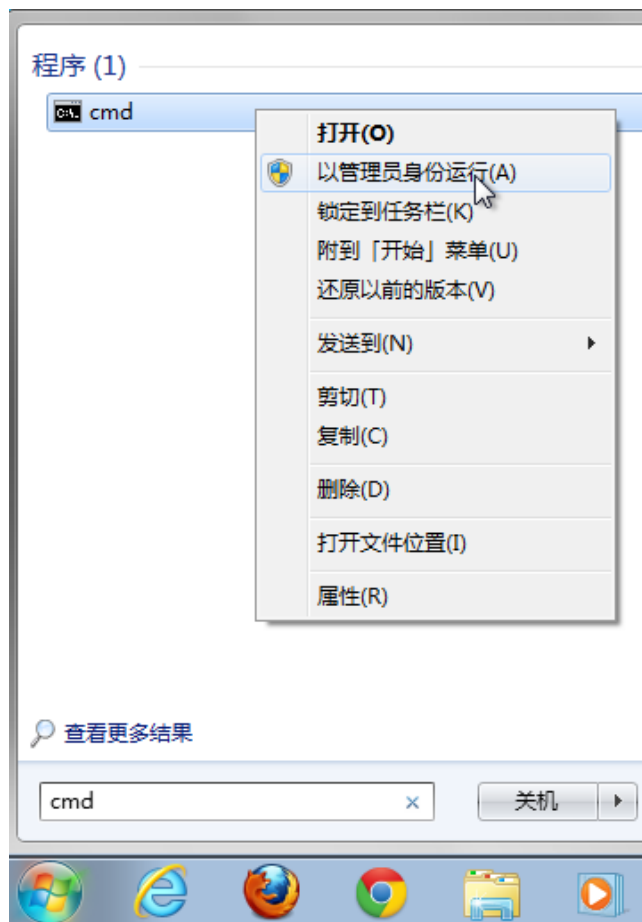 程序 (1)
cmd
打开(O)
以管理员身份运行(A)
锁定到任务栏(K)
附到「开始」菜单(U)
还原以前的版本(V)
发送到(N)
剪切(T)
复制(C)
删除(D)
打开文件位置(I)
属性(R)
查看更多结果
cmd
关机